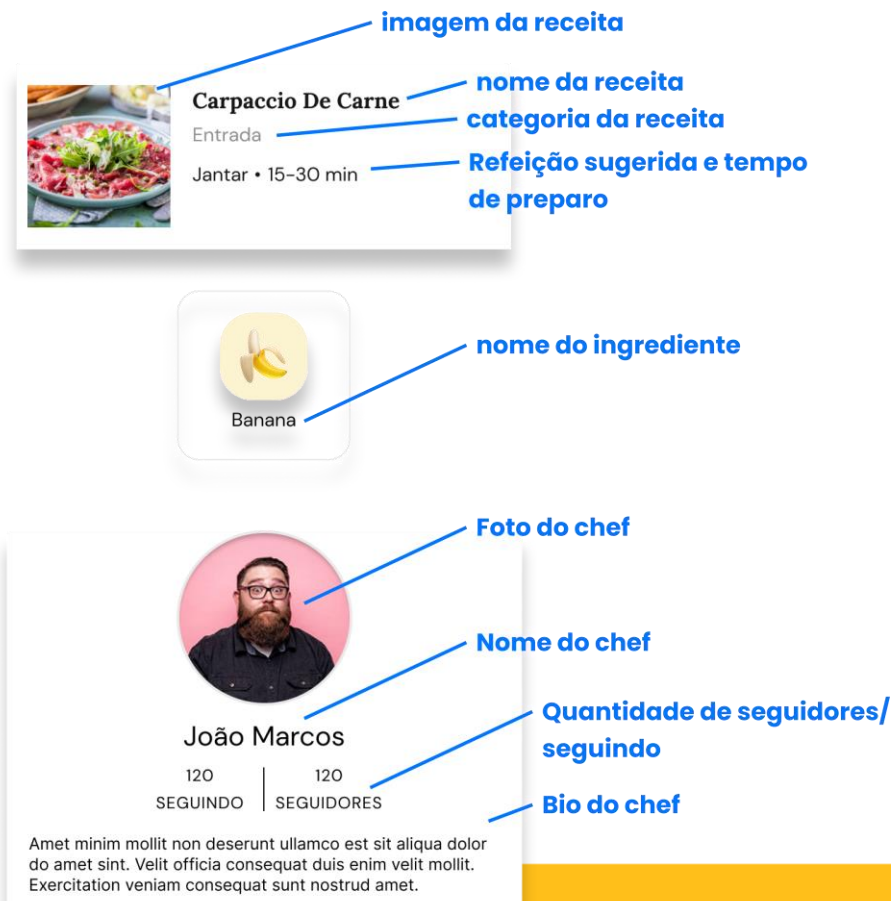 imagem da receita
nome da receita
Carpaccio De Carne
categoria da receita
Entrada
Refeição sugerida e tempo
de preparo
Jantar • 15-30 min
nome do ingrediente
Banana
Foto do chef
Nome do chef
João Marcos
Quantidade de seguidores/
seguindo
120 120
SEGUINDO SEGUIDORES
Bio do chef
Amet minim mollit non deserunt ullamco est sit aliqua dolor
do amet sint. Velit officia consequat duis enim velit mollit.
Exercitation veniam consequat sunt nostrud amet.